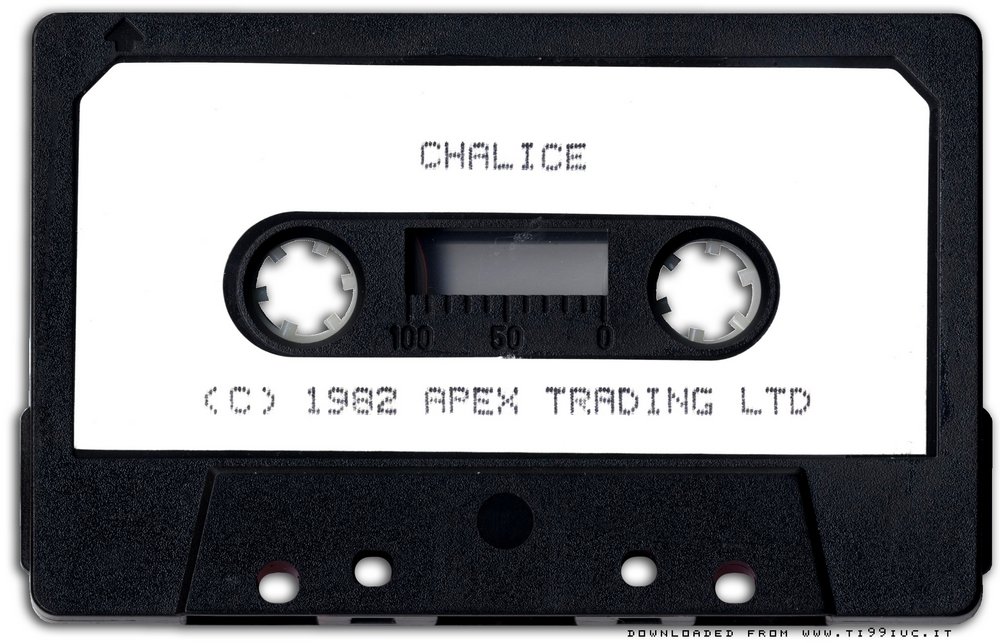 CHALICE
100 50 0
(C) 1982 APEX TRADING LTD
DOWNLOADED FROM WWW.TI99IUC.IT